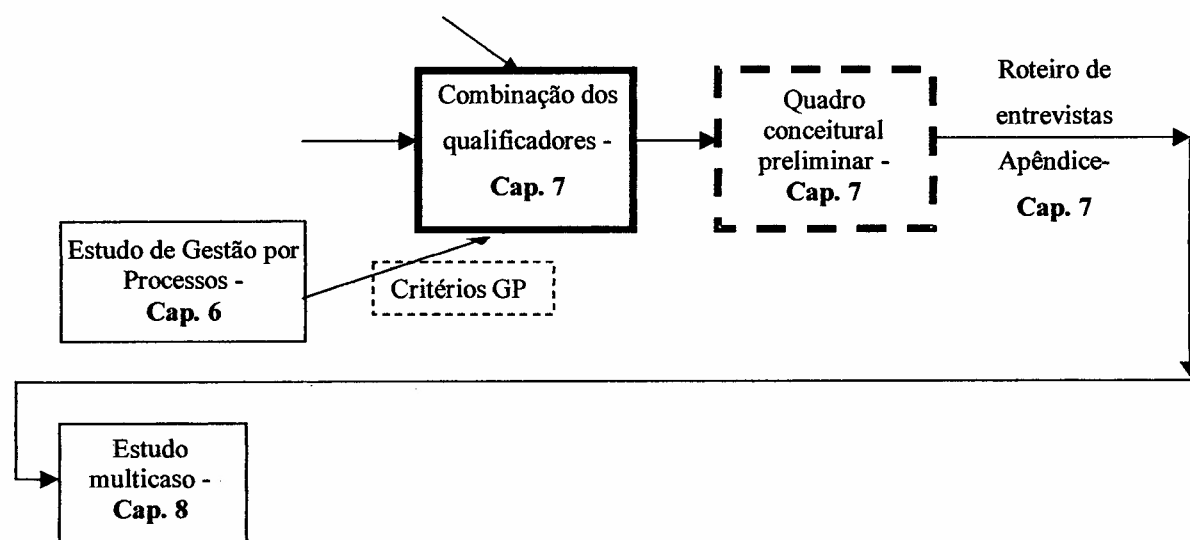 Combinação dos
qualificadores -
Cap. 7
Quadro
conceitural
preliminar -
Cap. 7
Roteiro de
entrevistas
Apêndice-
Cap. 7
Estudo de Gestão por
Processos -
Cap. 6
Critérios GP
Estudo
multicaso -
Cap. 8